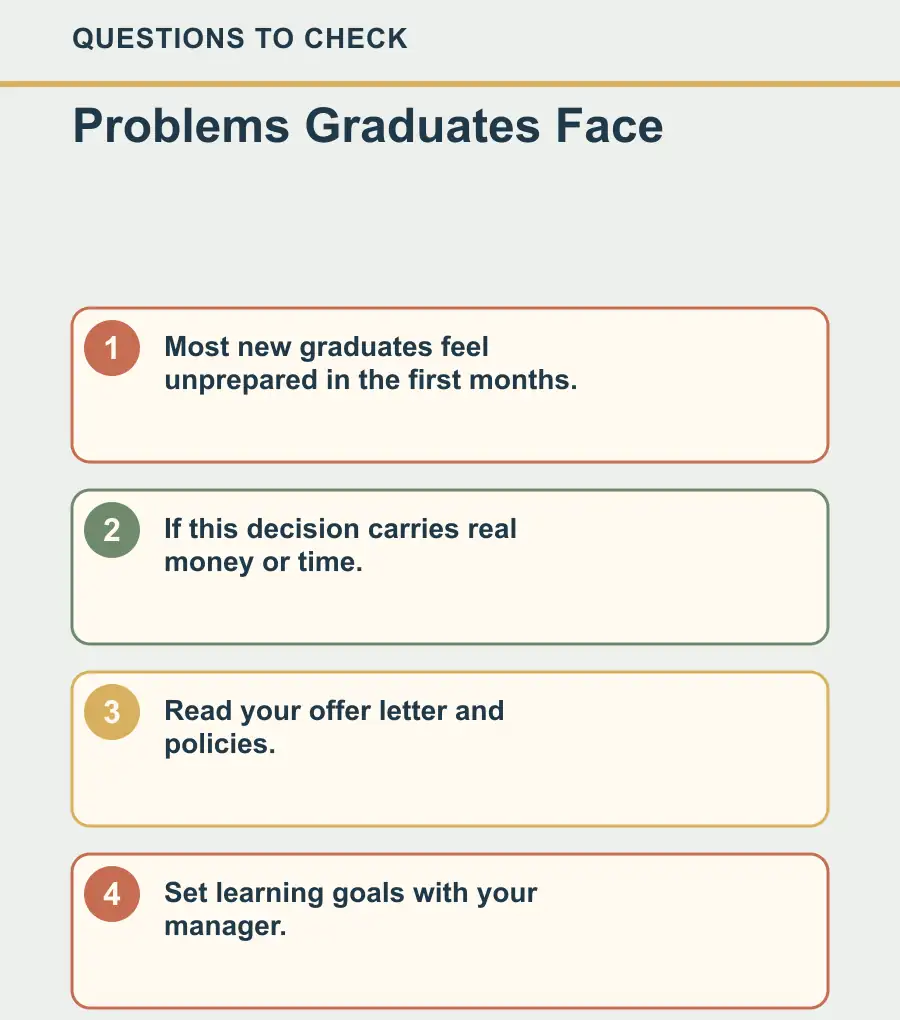 QUESTIONS TO CHECK
Problems Graduates Face
1
Most new graduates feel
unprepared in the first months.
2
If this decision carries real
money or time.
3
Read your offer letter and
policies.
4
Set learning goals with your
manager.